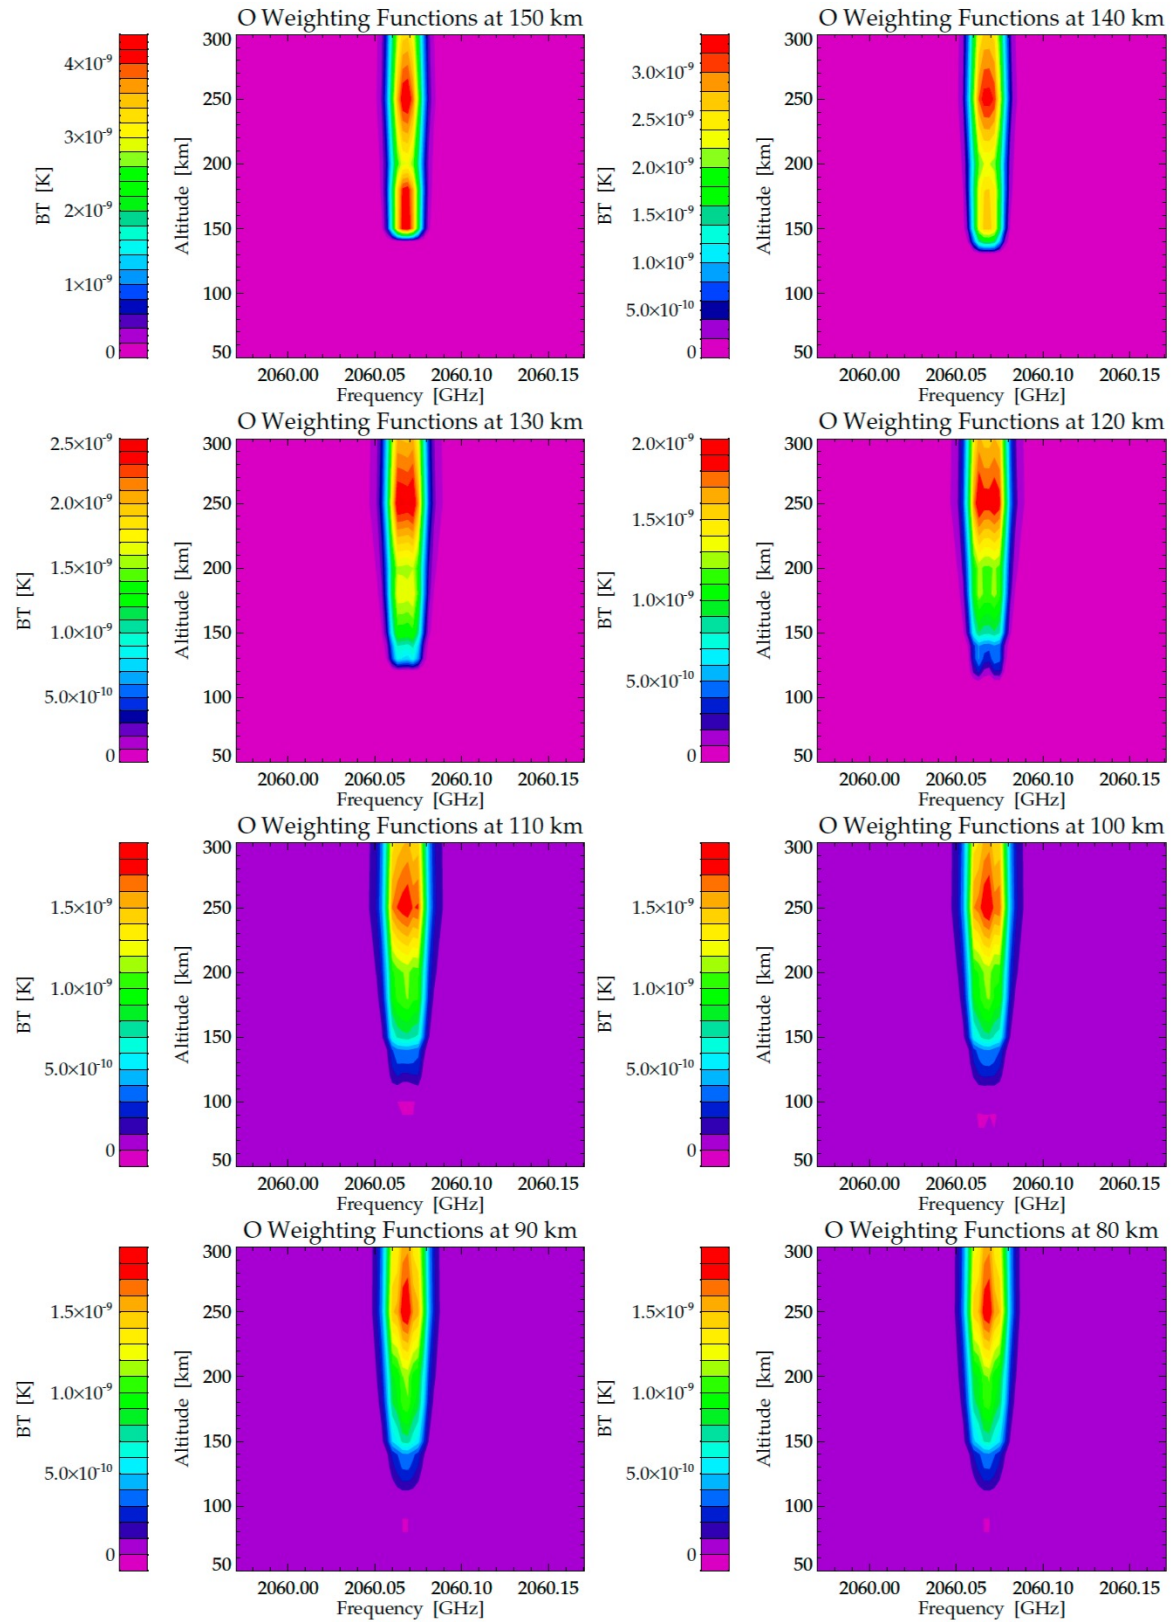 O Weighting Functions at 150 km
O Weighting Functions at 140 km
BT [K]
4×10⁻⁹
3×10⁻⁹
2×10⁻⁹
1×10⁻⁹
0
Altitude [km]
300
250
200
150
100
50
2060.00 2060.05 2060.10 2060.15
Frequency [GHz]
BT [K]
3.0×10⁻⁹
2.5×10⁻⁹
2.0×10⁻⁹
1.5×10⁻⁹
1.0×10⁻⁹
5.0×10⁻¹⁰
0
Altitude [km]
300
250
200
150
100
50
2060.00 2060.05 2060.10 2060.15
Frequency [GHz]
O Weighting Functions at 130 km
O Weighting Functions at 120 km
BT [K]
2.5×10⁻⁹
2.0×10⁻⁹
1.5×10⁻⁹
1.0×10⁻⁹
5.0×10⁻¹⁰
0
Altitude [km]
300
250
200
150
100
50
2060.00 2060.05 2060.10 2060.15
Frequency [GHz]
BT [K]
2.0×10⁻⁹
1.5×10⁻⁹
1.0×10⁻⁹
5.0×10⁻¹⁰
0
Altitude [km]
300
250
200
150
100
50
2060.00 2060.05 2060.10 2060.15
Frequency [GHz]
O Weighting Functions at 110 km
O Weighting Functions at 100 km
BT [K]
1.5×10⁻⁹
1.0×10⁻⁹
5.0×10⁻¹⁰
0
Altitude [km]
300
250
200
150
100
50
2060.00 2060.05 2060.10 2060.15
Frequency [GHz]
BT [K]
1.5×10⁻⁹
1.0×10⁻⁹
5.0×10⁻¹⁰
0
Altitude [km]
300
250
200
150
100
50
2060.00 2060.05 2060.10 2060.15
Frequency [GHz]
O Weighting Functions at 90 km
O Weighting Functions at 80 km
BT [K]
1.5×10⁻⁹
1.0×10⁻⁹
5.0×10⁻¹⁰
0
Altitude [km]
300
250
200
150
100
50
2060.00 2060.05 2060.10 2060.15
Frequency [GHz]
BT [K]
1.5×10⁻⁹
1.0×10⁻⁹
5.0×10⁻¹⁰
0
Altitude [km]
300
250
200
150
100
50
2060.00 2060.05 2060.10 2060.15
Frequency [GHz]